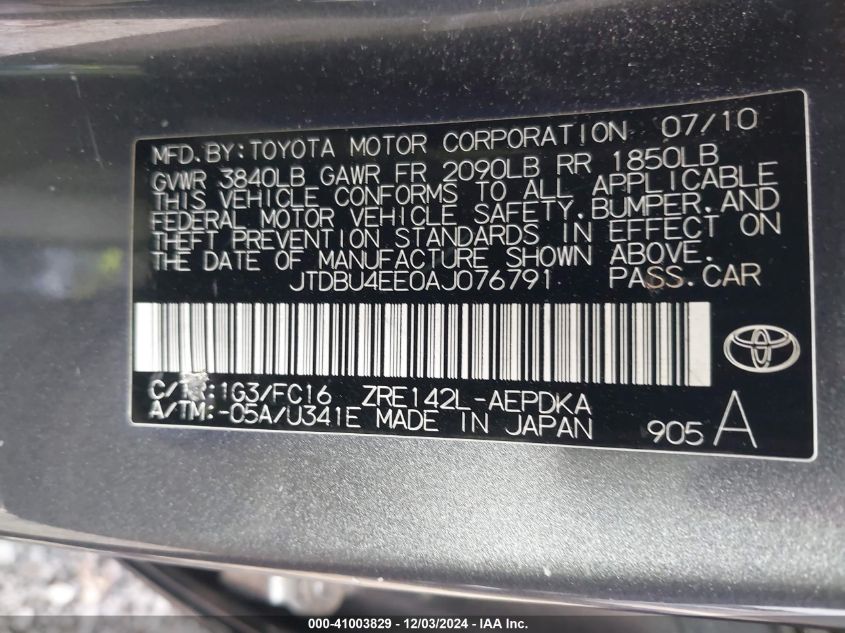 MFD. BY: TOYOTA MOTOR CORPORATION 07/10
GVWR 3840LB GAWR FR 2090LB RR 1850LB
THIS VEHICLE CONFORMS TO ALL APPLICABLE
FEDERAL MOTOR VEHICLE SAFETY, BUMPER, AND
THEFT PREVENTION STANDARDS IN EFFECT ON
THE DATE OF MANUFACTURE SHOWN ABOVE.
JTDBU4EE0AJ076791 PASS. CAR
C/TR: 1G3/FC16 ZRE142L-AEPDKA
A/TM: -05A/U341E MADE IN JAPAN 905 A
000-41003829 - 12/03/2024 - IAA Inc.